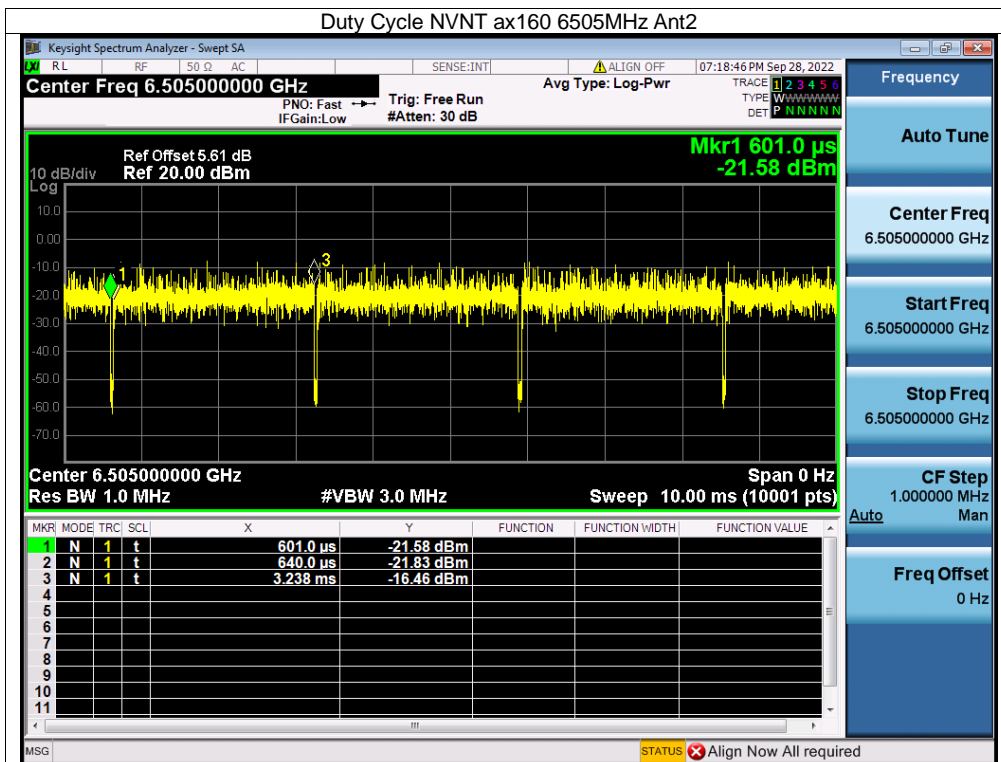 Duty Cycle NVNT ax160 6505MHz Ant2
Keysight Spectrum Analyzer - Swept SA
LXI RL RF 50 Ω AC SENSE:INT ALIGN OFF 07:18:46 PM Sep 28, 2022
Center Freq 6.505000000 GHz
Avg Type: Log-Pwr
TRACE 1 2 3 4 5 6
TYPE WWWWWW
DET P N N N N N
PNO: Fast
IFGain:Low
Trig: Free Run
#Atten: 30 dB
Frequency
Auto Tune
Center Freq
6.505000000 GHz
Start Freq
6.505000000 GHz
Stop Freq
6.505000000 GHz
CF Step
1.000000 MHz
Auto Man
Freq Offset
0 Hz
Mkr1 601.0 µs
-21.58 dBm
Ref Offset 5.61 dB
10 dB/div Ref 20.00 dBm
Log
10.0
0.00
-10.0
-20.0
-30.0
-40.0
-50.0
-60.0
-70.0
1
3
Center 6.505000000 GHz Span 0 Hz
Res BW 1.0 MHz #VBW 3.0 MHz Sweep 10.00 ms (10001 pts)
MKR MODE TRC SCL X Y FUNCTION FUNCTION WIDTH FUNCTION VALUE
1 N 1 t 601.0 µs -21.58 dBm
2 N 1 t 640.0 µs -21.83 dBm
3 N 1 t 3.238 ms -16.46 dBm
4
5
6
7
8
9
10
11
MSG STATUS Align Now All required